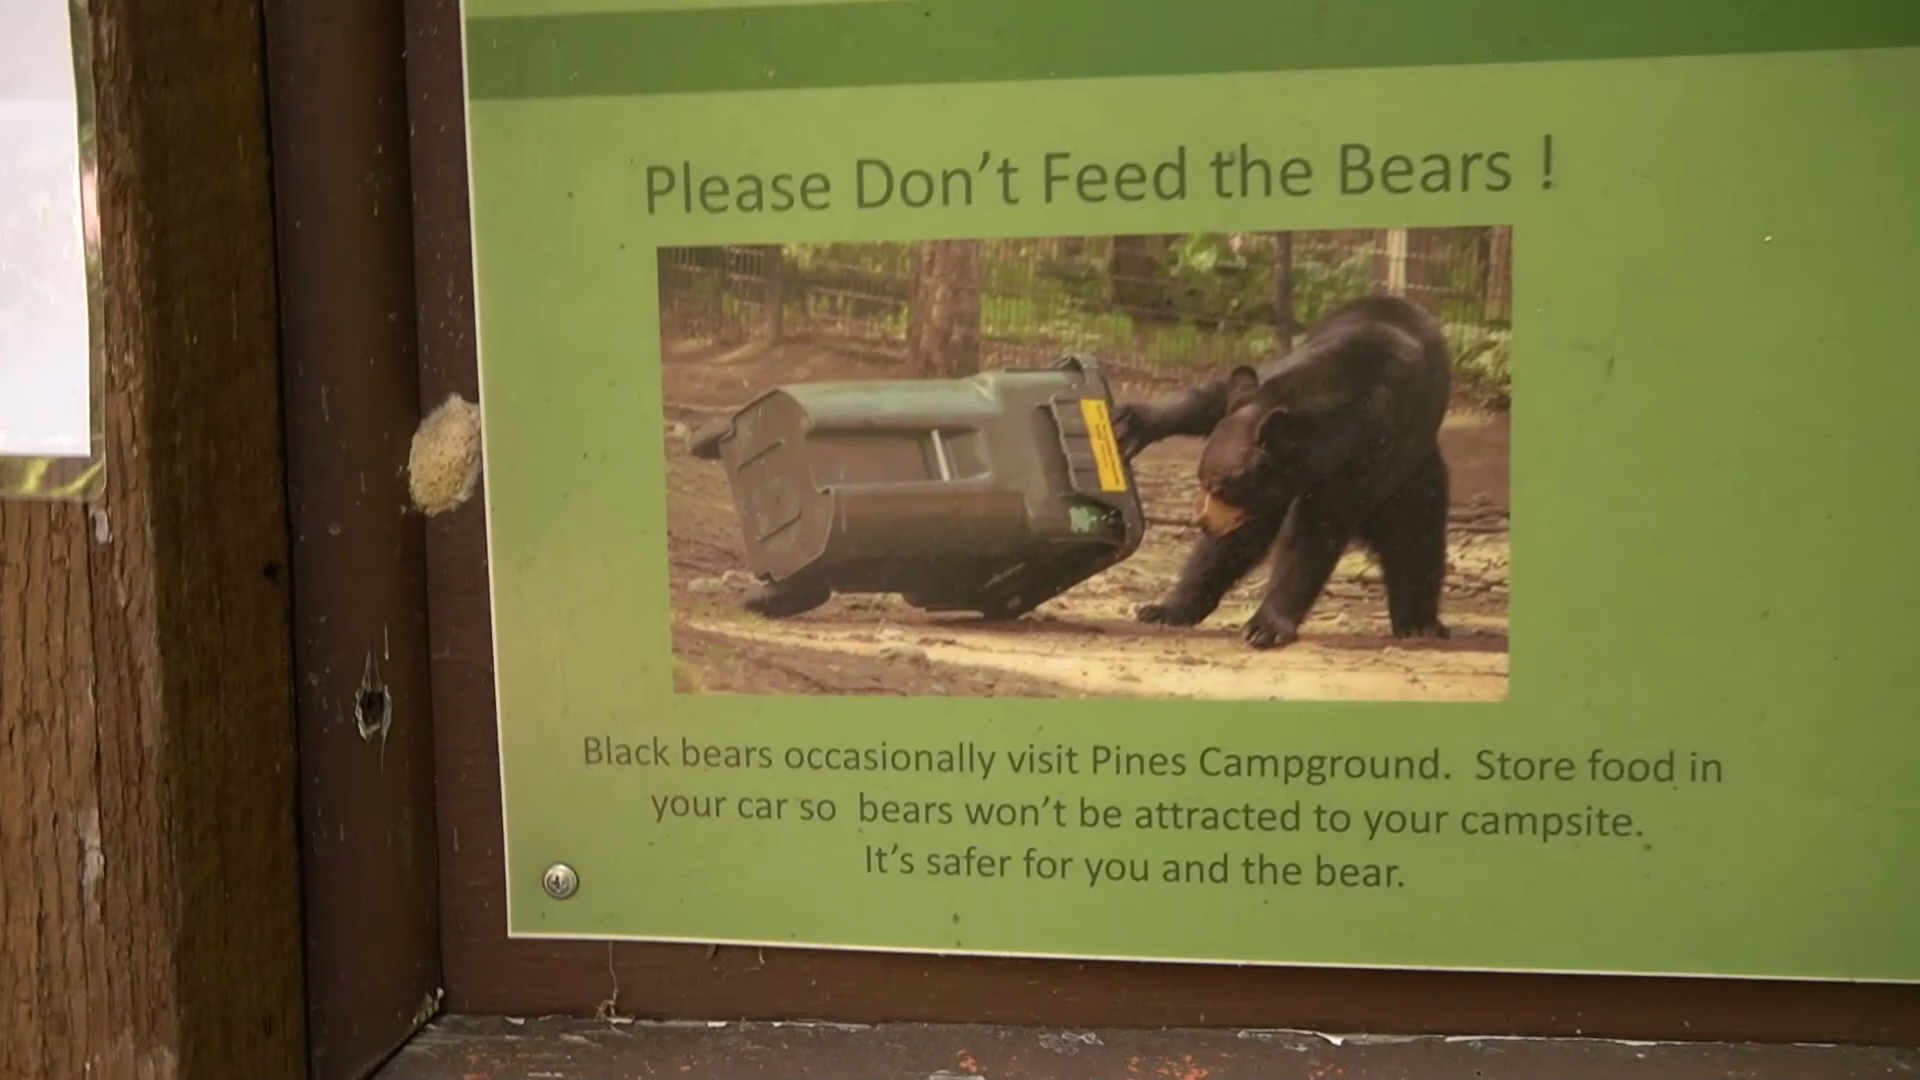 Please Don't Feed the Bears !
Black bears occasionally visit Pines Campground.  Store food in
your car so  bears won't be attracted to your campsite.
It's safer for you and the bear.